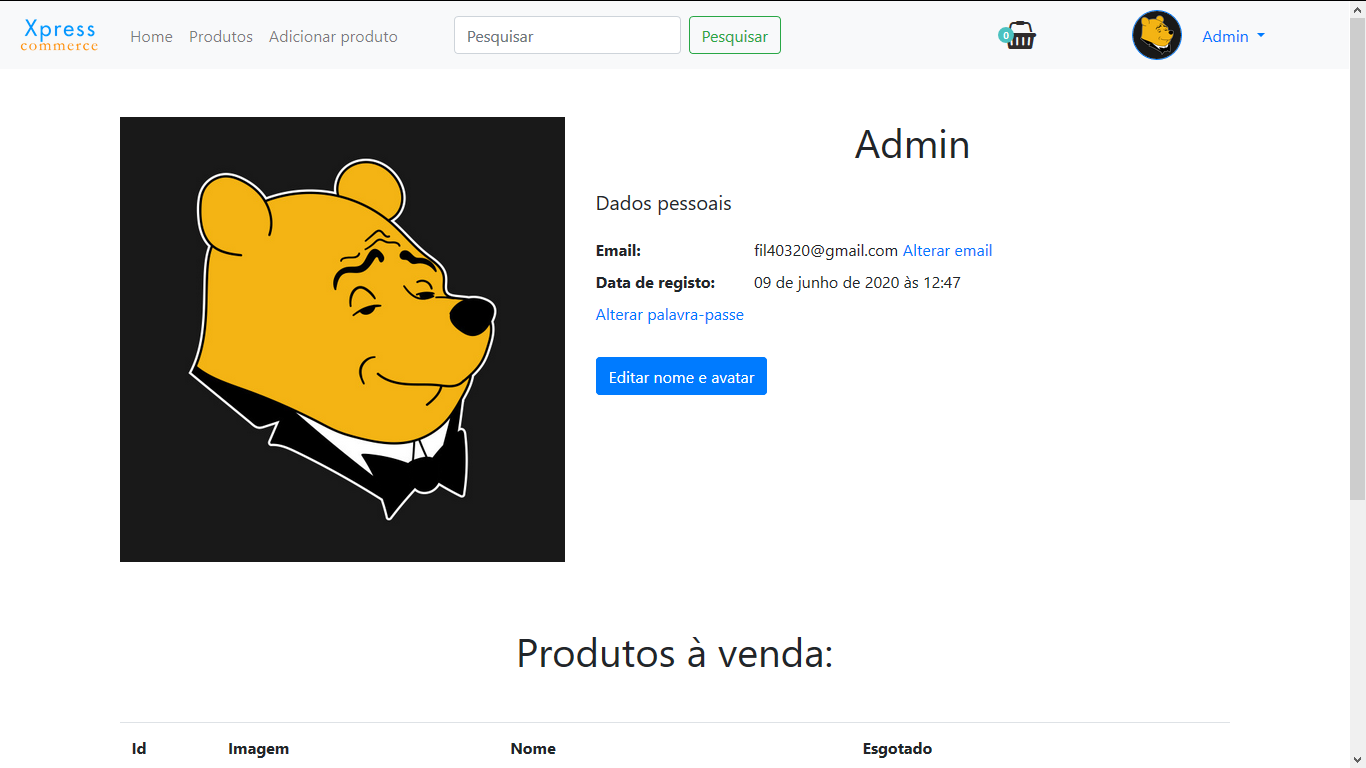 Xpress
commerce
Home Produtos Adicionar produto Pesquisar Pesquisar 0 Admin
Admin
Dados pessoais
Email: fil40320@gmail.com Alterar email
Data de registo: 09 de junho de 2020 às 12:47
Alterar palavra-passe
Editar nome e avatar
Produtos à venda:
Id Imagem Nome Esgotado